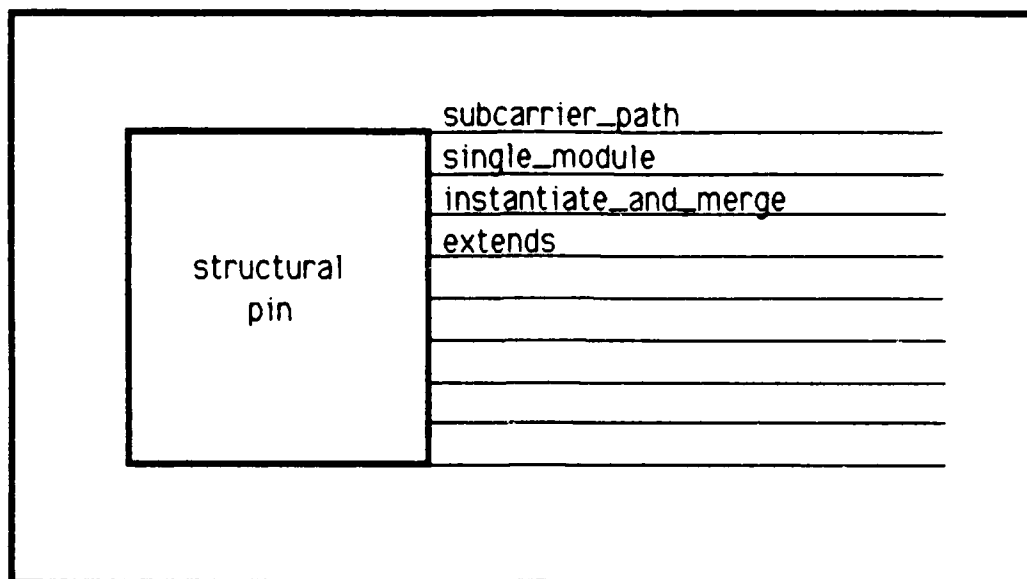 subcarrier_path
single_module
instantiate_and_merge
extends
structural
pin